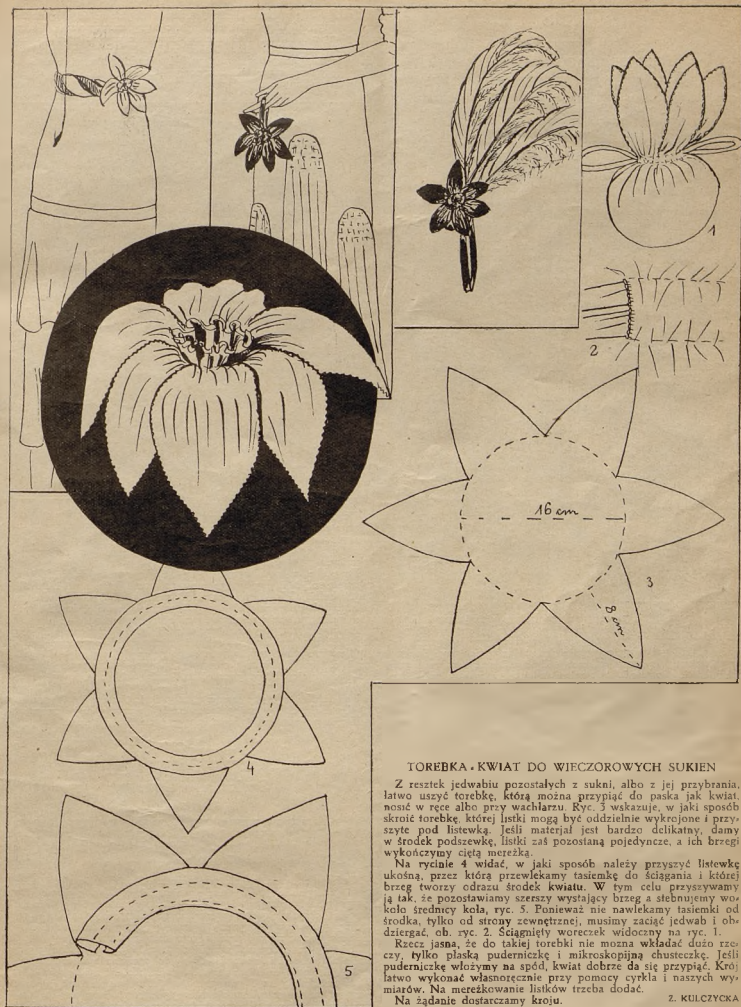 1
2
16 cm
3
8 cm
4
5
TOREBKA-KWIAT DO WIECZOROWYCH SUKIEN
Z resztek jedwabiu pozostałych z sukni, albo z jej przybrania,
łatwo uszyć torebkę, którą można przypiąć do paska jak kwiat,
nosić w ręce albo przy wachlarzu. Ryc. 3 wskazuje, w jaki sposób
skroić torebkę, której listki mogą być oddzielnie wykrojone i przy-
szyte pod listewką. Jeśli materjał jest bardzo delikatny, damy
w środek podszewkę, listki zaś pozostaną pojedyncze, a ich brzegi
wykończymy ciętą mereżką.
Na rycinie 4 widać, w jaki sposób należy przyszyć listewkę
ukośną, przez którą przewlekamy tasiemkę do ściągania i której
brzeg tworzy odrazu środek kwiatu. W tym celu przyszywamy
ją tak, że pozostawiamy szerszy wystający brzeg a stebnujemy wo-
koło średnicy koła, ryc. 5. Ponieważ nie nawlekamy tasiemki od
środka, tylko od strony zewnętrznej, musimy zaciąć jedwab i ob-
dziergać, ob. ryc. 2. Ściągnięty woreczek widoczny na ryc. 1.
Rzecz jasna, że do takiej torebki nie można wkładać dużo rze-
czy, tylko płaską puderniczkę i mikroskopijną chusteczkę. Jeśli
puderniczkę włożymy na spód, kwiat dobrze da się przypiąć. Krój
łatwo wykonać własnoręcznie przy pomocy cyrkla i naszych wy-
miarów. Na mereżkowanie listków trzeba dodać.
Na żądanie dostarczamy kroju.
Z. KULCZYCKA